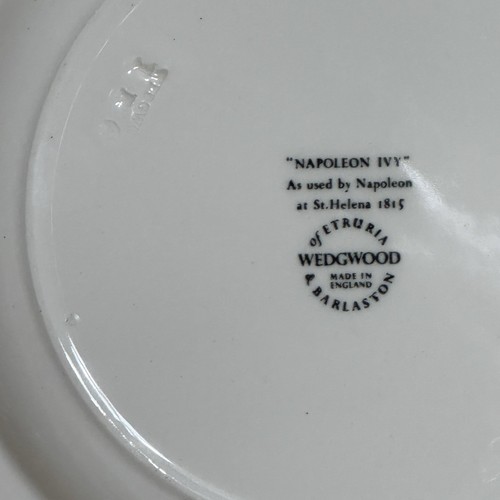 "NAPOLEON IVY"
As used by Napoleon
at St.Helena 1815
of ETRURIA
WEDGWOOD
MADE IN
ENGLAND
& BARLASTON